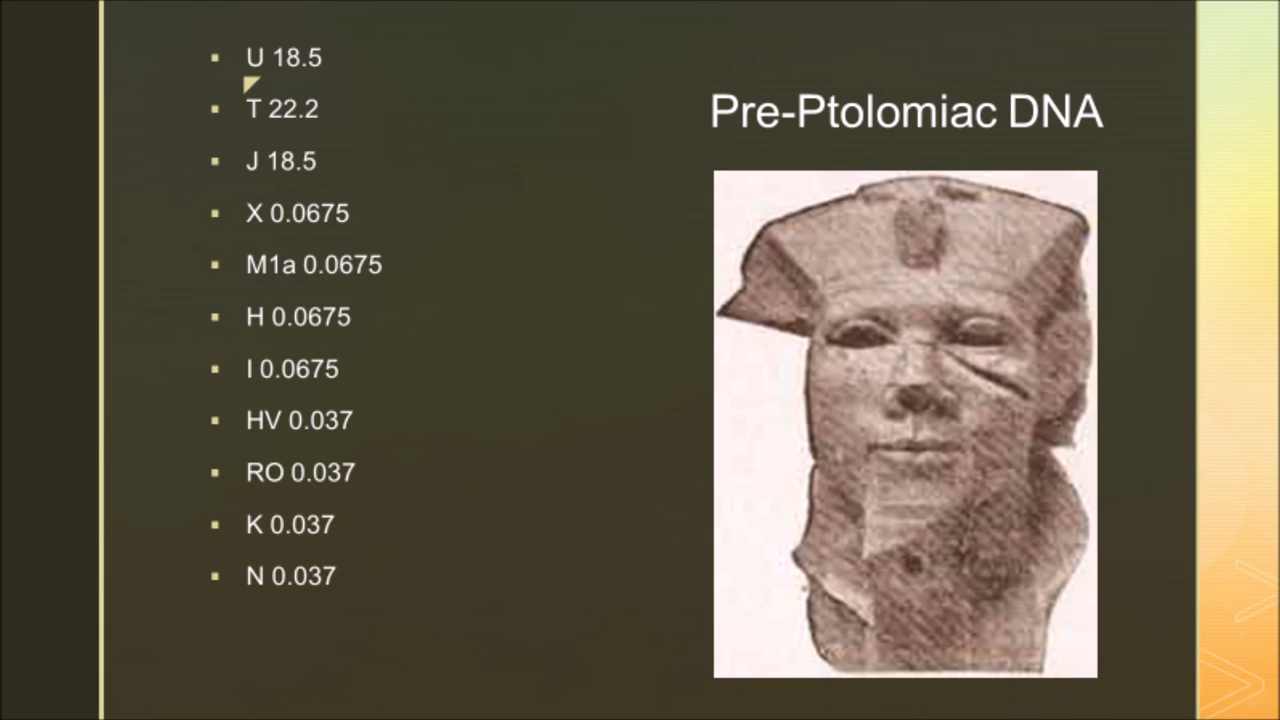 U 18.5
T 22.2
J 18.5
X 0.0675
M1a 0.0675
H 0.0675
I 0.0675
HV 0.037
RO 0.037
K 0.037
N 0.037
Pre-Ptolomiac DNA